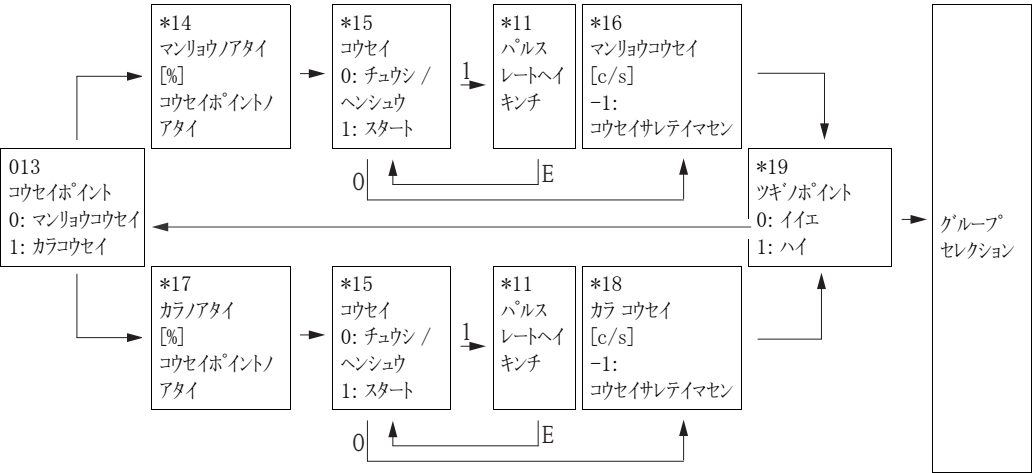 *14
マンリョウノアタイ
[%]
コウセイポイントノ
アタイ
*15
コウセイ
0: チュウシ /
ヘンシュウ
1: スタート
1
*11
パルス
レートヘイ
キンチ
*16
マンリョウコウセイ
[c/s]
-1:
コウセイサレテイマセン
0
E
013
コウセイポイント
0: マンリョウコウセイ
1: カラコウセイ
*19
ツギノポイント
0: イイエ
1: ハイ
グループ
セレクション
*17
カラノアタイ
[%]
コウセイポイントノ
アタイ
*15
コウセイ
0: チュウシ /
ヘンシュウ
1: スタート
1
*11
パルス
レートヘイ
キンチ
*18
カラ コウセイ
[c/s]
-1:
コウセイサレテイマセン
0
E